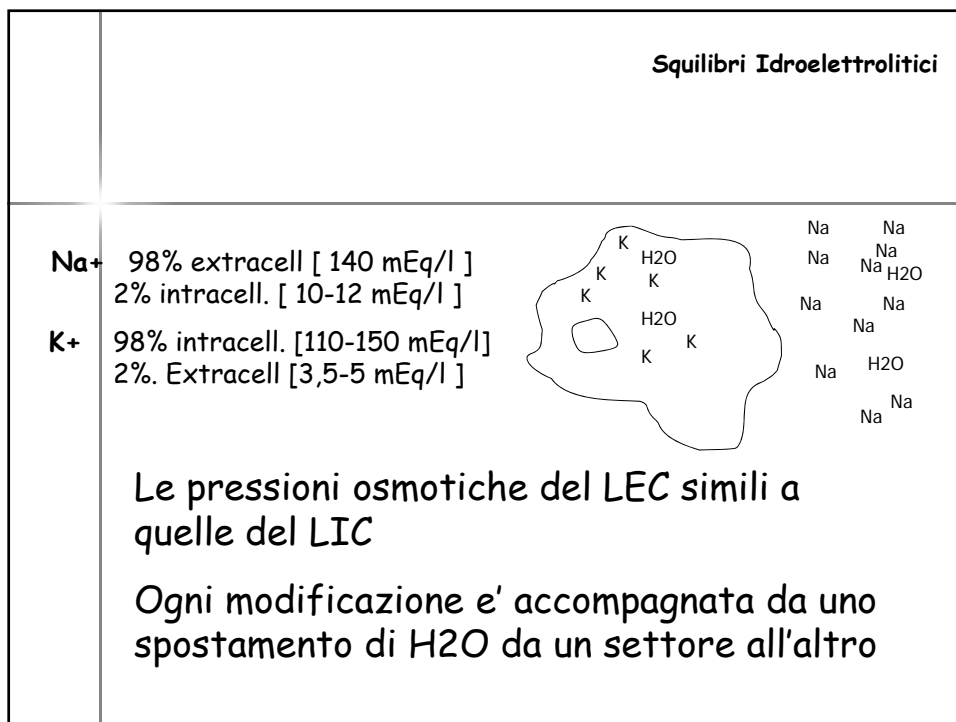 Squilibri Idroelettrolitici
Na+ 98% extracell [ 140 mEq/l ]
2% intracell. [ 10-12 mEq/l ]
K+ 98% intracell. [110-150 mEq/l]
2%. Extracell [3,5-5 mEq/l ]
K
H2O
K
K
K
H2O
K
K
Na
Na
Na
Na
Na
H2O
Na
Na
Na
H2O
Na
Na
Na
Le pressioni osmotiche del LEC simili a
quelle del LIC
Ogni modificazione e' accompagnata da uno
spostamento di H2O da un settore all'altro